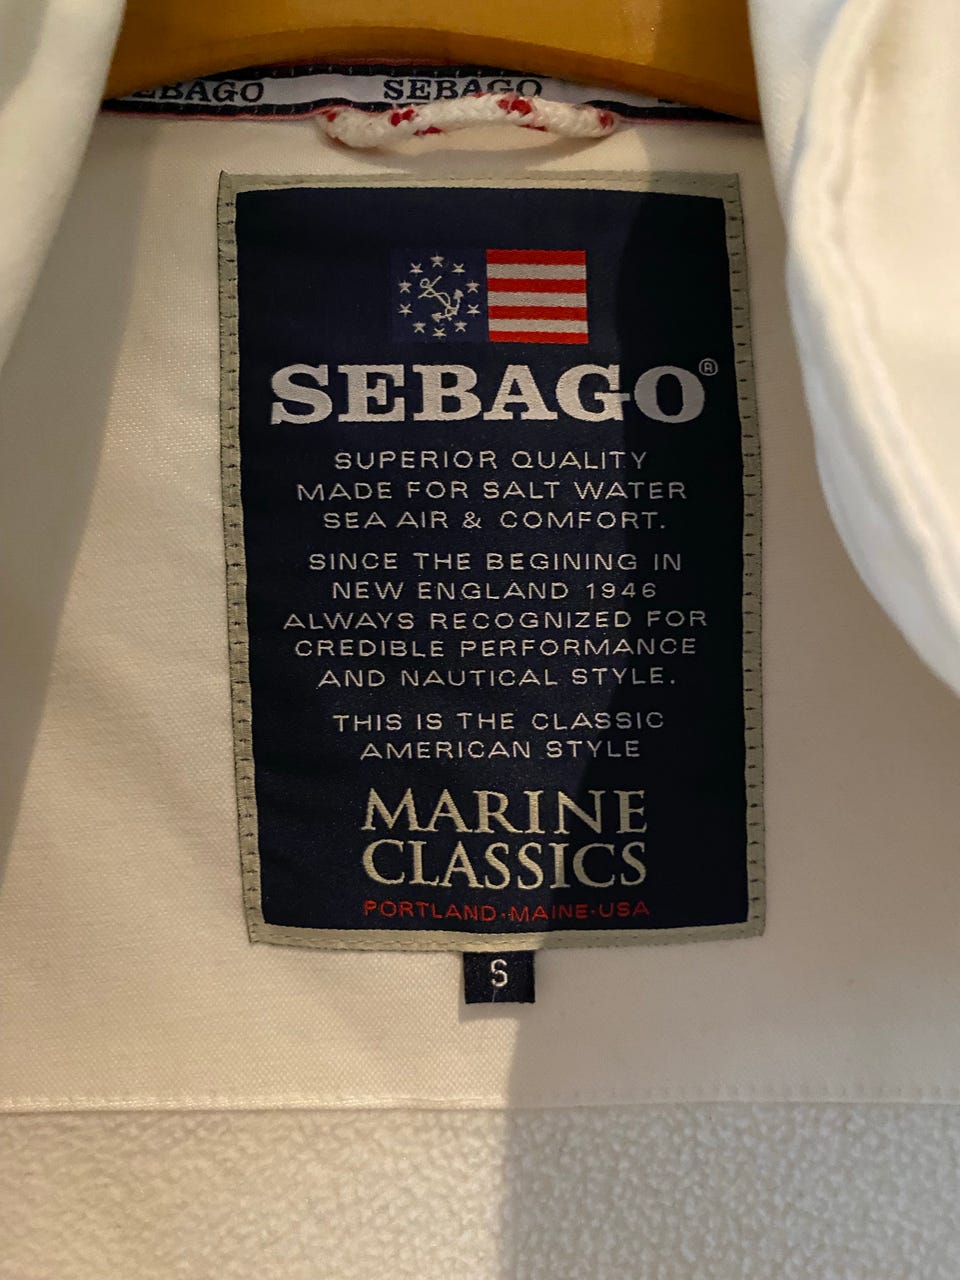 EBAGO SEBAGO S
SEBAGO®
SUPERIOR QUALITY
MADE FOR SALT WATER
SEA AIR & COMFORT.
SINCE THE BEGINING IN
NEW ENGLAND 1946
ALWAYS RECOGNIZED FOR
CREDIBLE PERFORMANCE
AND NAUTICAL STYLE.
THIS IS THE CLASSIC
AMERICAN STYLE
MARINE
CLASSICS
PORTLAND·MAINE·USA
S